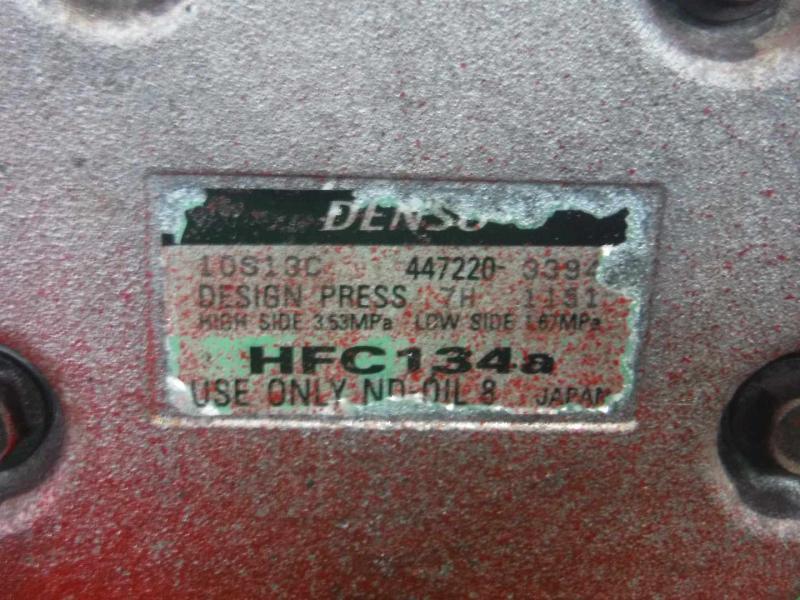 DENSO
10S13C 447220-
DESIGN PRESS 7H 1151
HIGH SIDE 3.53MPa LOW SIDE 1.67MPa
HFC134a
USE ONLY ND-OIL 8 JAPAN